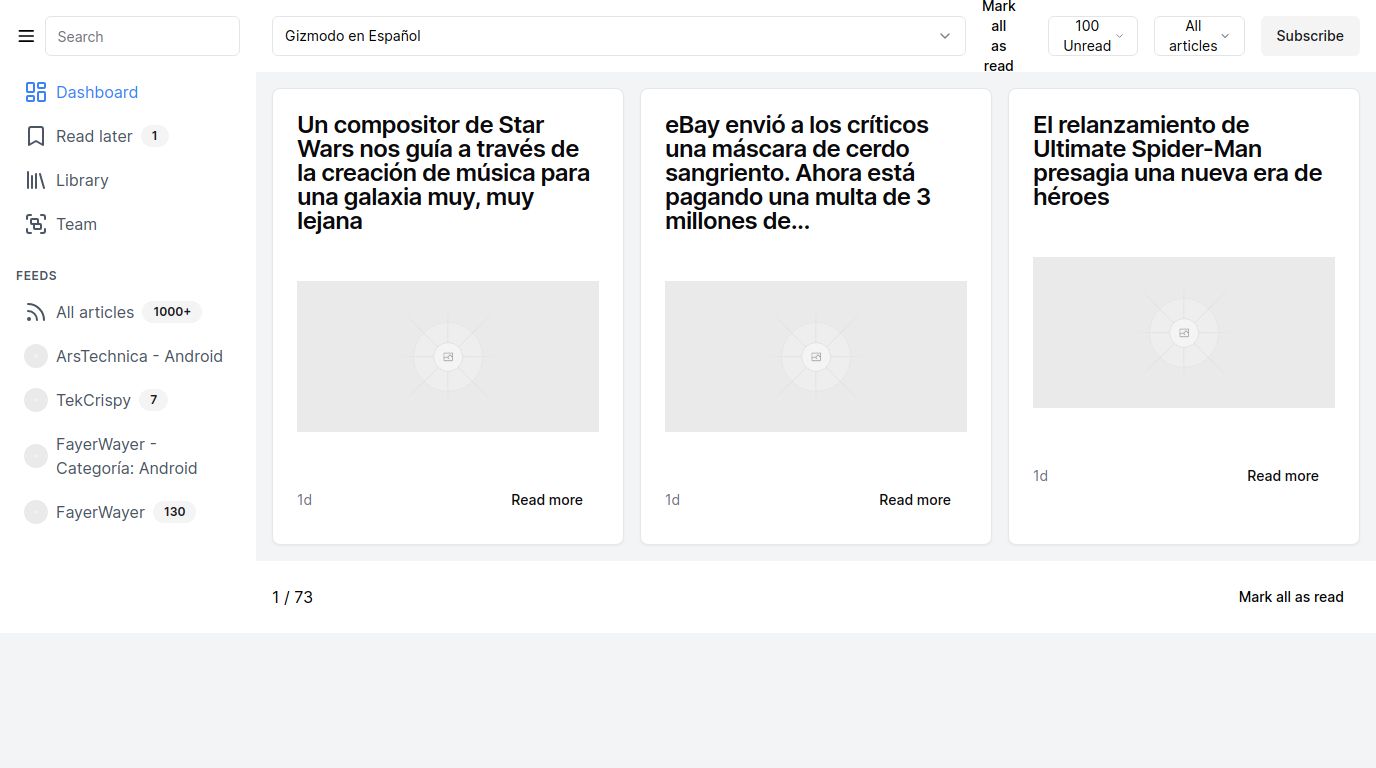 Search
Dashboard
Read later 1
Library
Team
FEEDS
All articles 1000+
ArsTechnica - Android
TekCrispy 7
FayerWayer -
Categoría: Android
FayerWayer 130
Gizmodo en Español
Mark
all
as
read
100
Unread
All
articles
Subscribe
Un compositor de Star
Wars nos guía a través de
la creación de música para
una galaxia muy, muy
lejana
1d
Read more
eBay envió a los críticos
una máscara de cerdo
sangriento. Ahora está
pagando una multa de 3
millones de...
1d
Read more
El relanzamiento de
Ultimate Spider-Man
presagia una nueva era de
héroes
1d
Read more
1 / 73
Mark all as read